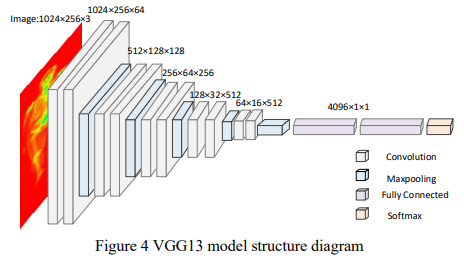 1024×256×64
Image:1024×256×3
512×128×128
256×64×256
128×32×512
64×16×512
4096×1×1
Convolution
Maxpooling
Fully Connected
Softmax
Figure 4 VGG13 model structure diagram